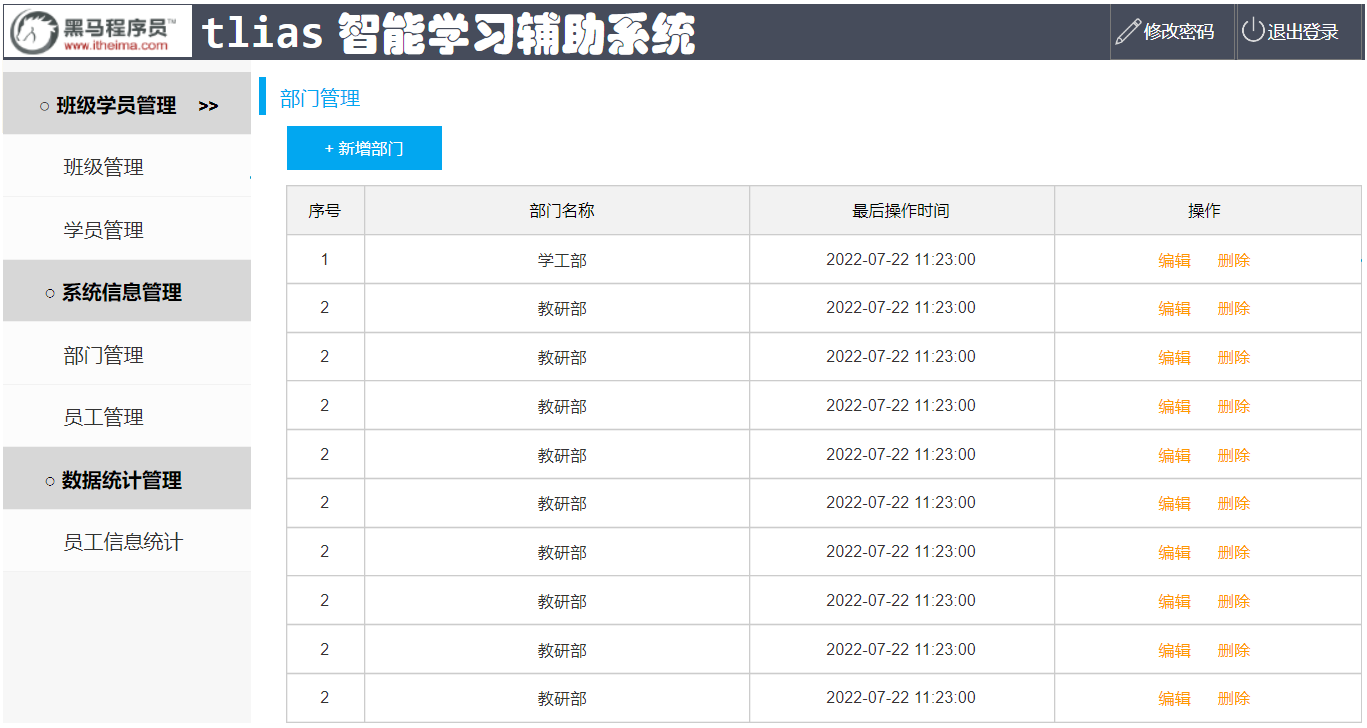 黑马程序员™
www.itheima.com
tlias 智能学习辅助系统
修改密码
退出登录
○ 班级学员管理 >>
班级管理
学员管理
○ 系统信息管理
部门管理
员工管理
○ 数据统计管理
员工信息统计
部门管理
+ 新增部门
序号 部门名称 最后操作时间 操作
1 学工部 2022-07-22 11:23:00 编辑 删除
2 教研部 2022-07-22 11:23:00 编辑 删除
2 教研部 2022-07-22 11:23:00 编辑 删除
2 教研部 2022-07-22 11:23:00 编辑 删除
2 教研部 2022-07-22 11:23:00 编辑 删除
2 教研部 2022-07-22 11:23:00 编辑 删除
2 教研部 2022-07-22 11:23:00 编辑 删除
2 教研部 2022-07-22 11:23:00 编辑 删除
2 教研部 2022-07-22 11:23:00 编辑 删除
2 教研部 2022-07-22 11:23:00 编辑 删除